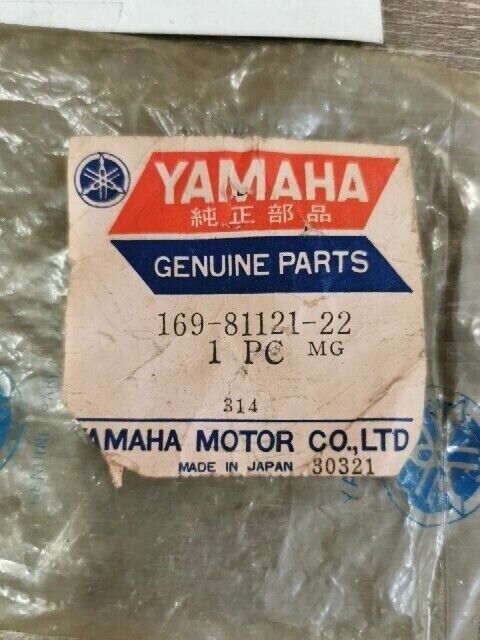 YAMAHA
純正部品
GENUINE PARTS
169-81121-22
1 PC MG
314
YAMAHA MOTOR CO.,LTD
MADE IN JAPAN 30321